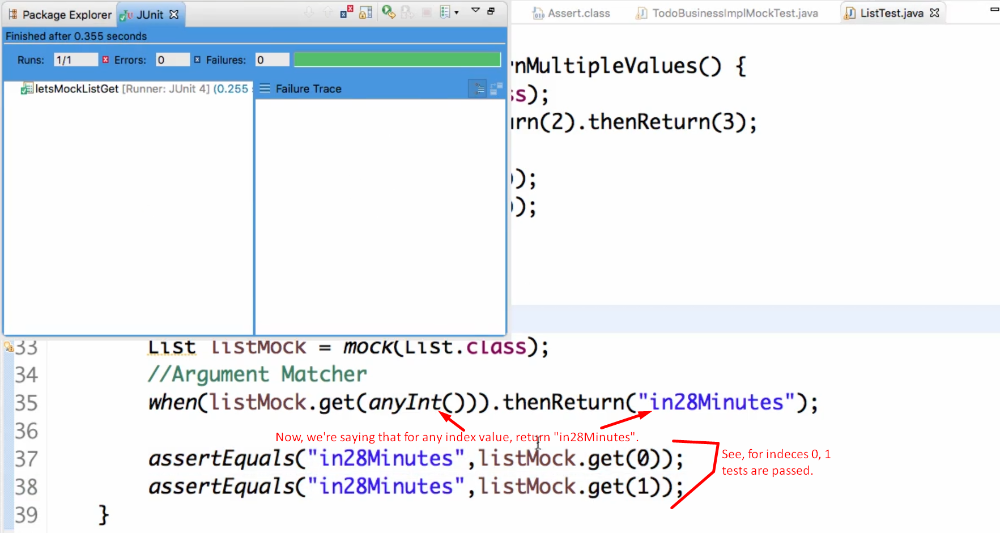 Package Explorer JUnit
Finished after 0.355 seconds
Runs: 1/1 Errors: 0 Failures: 0
letsMockListGet [Runner: JUnit 4] (0.255
Failure Trace
Assert.class TodoBusinessImplMockTest.java ListTest.java
rnMultipleValues() {
ss);
urn(2).thenReturn(3);
);
);
33 List listMock = mock(List.class);
34 //Argument Matcher
35 when(listMock.get(anyInt())).thenReturn("in28Minutes");
36
Now, we're saying that for any index value, return "in28Minutes".
37 assertEquals("in28Minutes",listMock.get(0));
38 assertEquals("in28Minutes",listMock.get(1));
39 }
See, for indeces 0, 1
tests are passed.